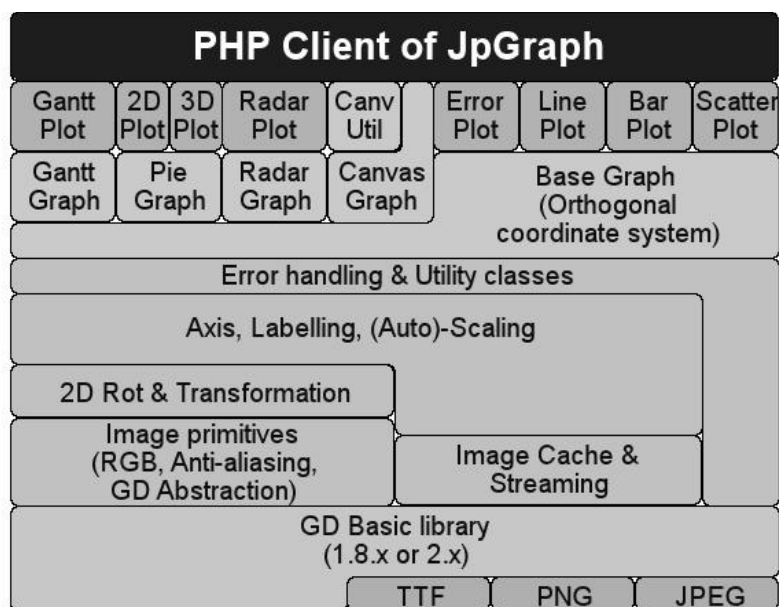 PHP Client of JpGraph
Gantt Plot
2D Plot
3D Plot
Radar Plot
Canv Util
Error Plot
Line Plot
Bar Plot
Scatter Plot
Gantt Graph
Pie Graph
Radar Graph
Canvas Graph
Base Graph
(Orthogonal
coordinate system)
Error handling & Utility classes
Axis, Labelling, (Auto)-Scaling
2D Rot & Transformation
Image primitives
(RGB, Anti-aliasing,
GD Abstraction)
Image Cache &
Streaming
GD Basic library
(1.8.x or 2.x)
TTF
PNG
JPEG